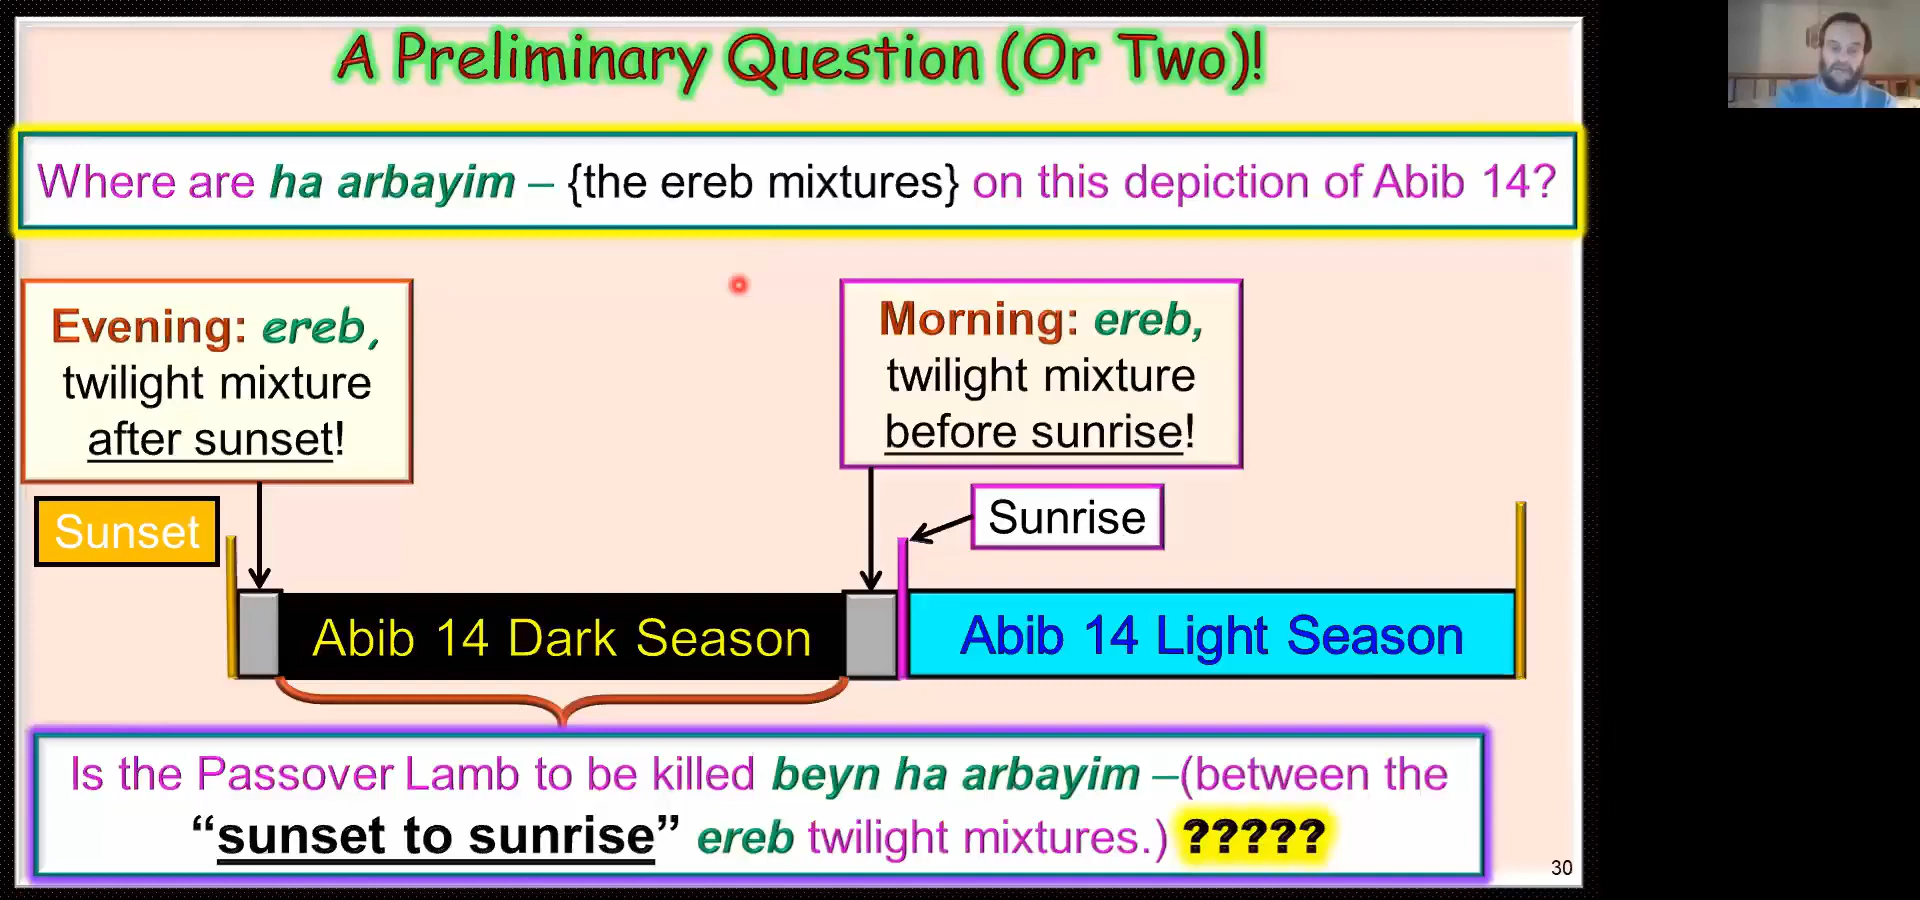 A Preliminary Question (Or Two)!
Where are ha arbayim – {the ereb mixtures} on this depiction of Abib 14?
Evening: ereb,
twilight mixture
after sunset!
Morning: ereb,
twilight mixture
before sunrise!
Sunset
Sunrise
Abib 14 Dark Season
Abib 14 Light Season
Is the Passover Lamb to be killed beyn ha arbayim –(between the
“sunset to sunrise” ereb twilight mixtures.) ?????
30